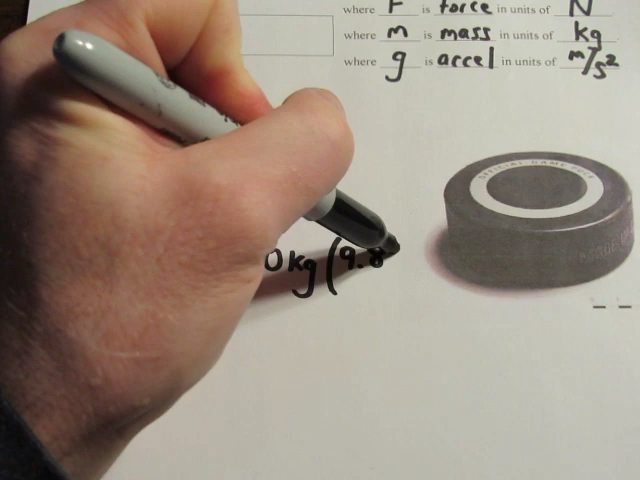 where F is force in units of N
where m is mass in units of kg
where g is accel in units of m/s²
0kg (9.8
OFFICIAL GAME PUCK